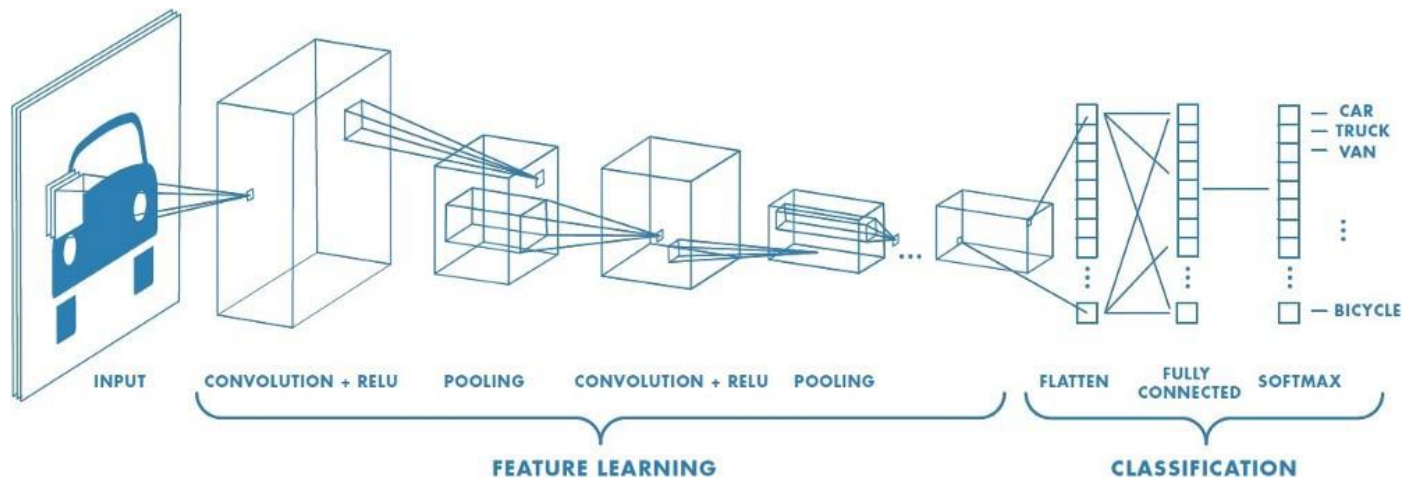 CAR
TRUCK
VAN
BICYCLE
INPUT
CONVOLUTION + RELU
POOLING
CONVOLUTION + RELU
POOLING
FLATTEN
FULLY
CONNECTED
SOFTMAX
FEATURE LEARNING
CLASSIFICATION